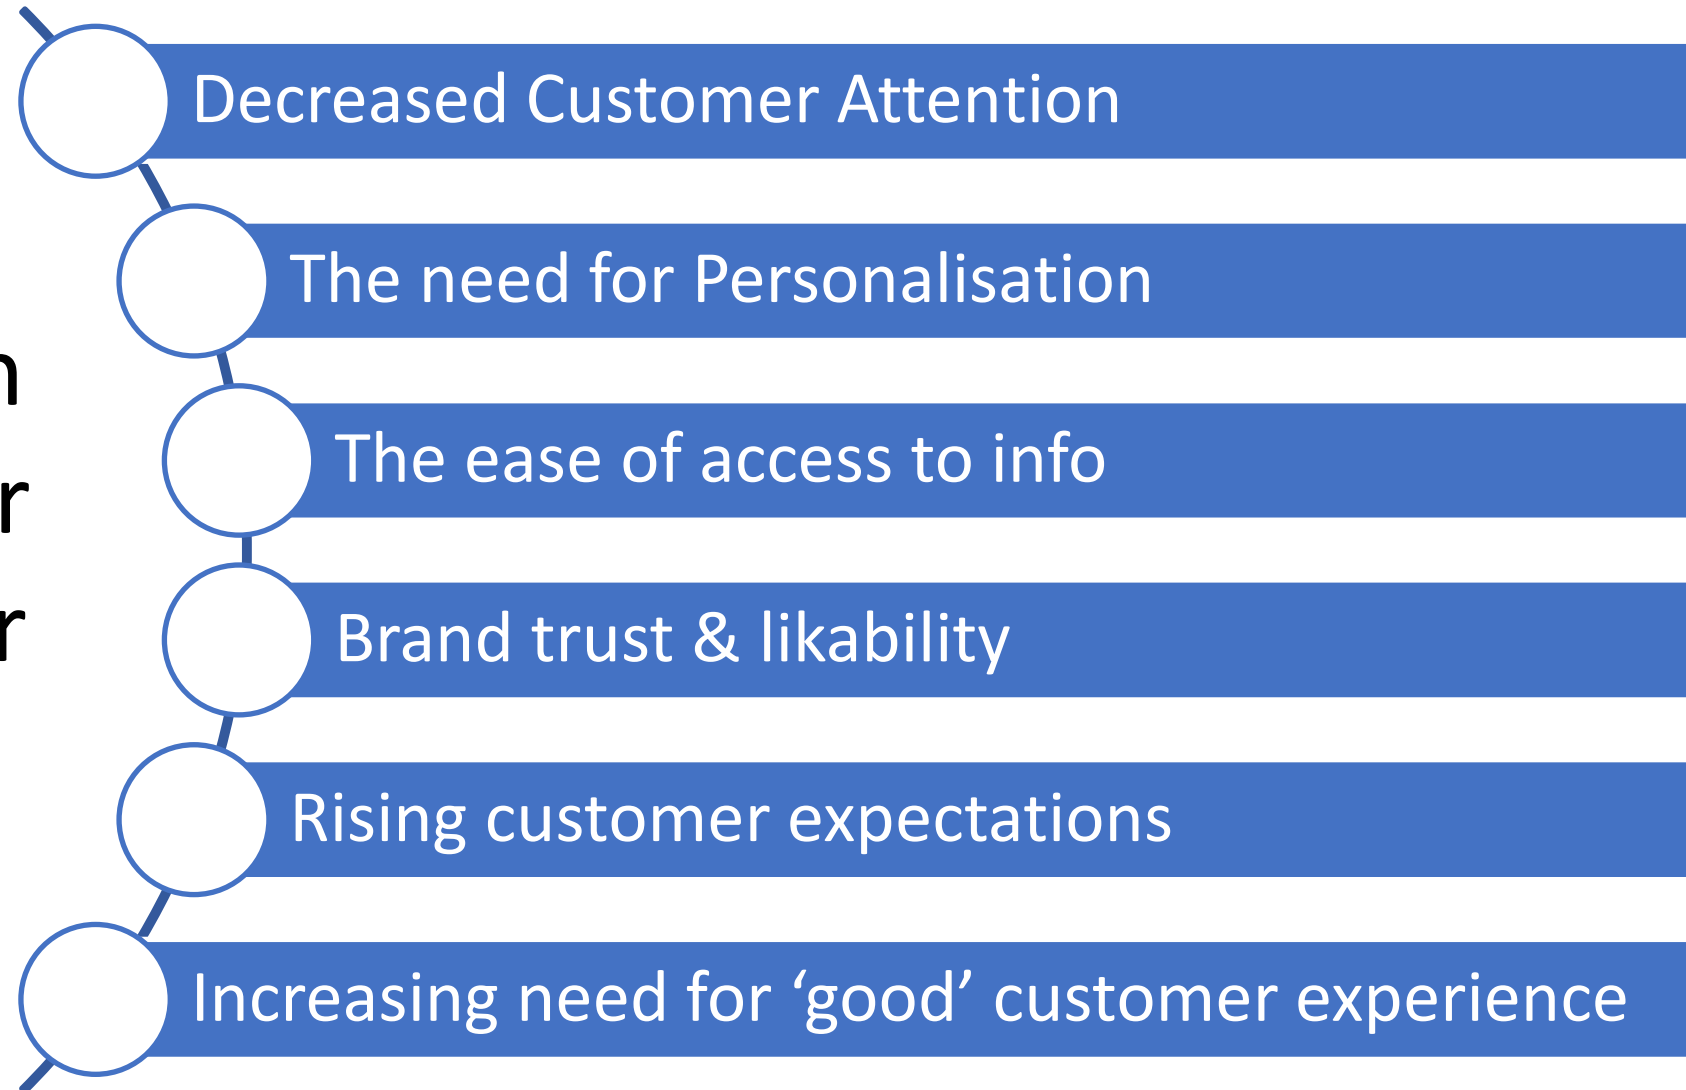 Decreased Customer Attention
The need for Personalisation
The ease of access to info
Brand trust & likability
Rising customer expectations
Increasing need for ‘good’ customer experience